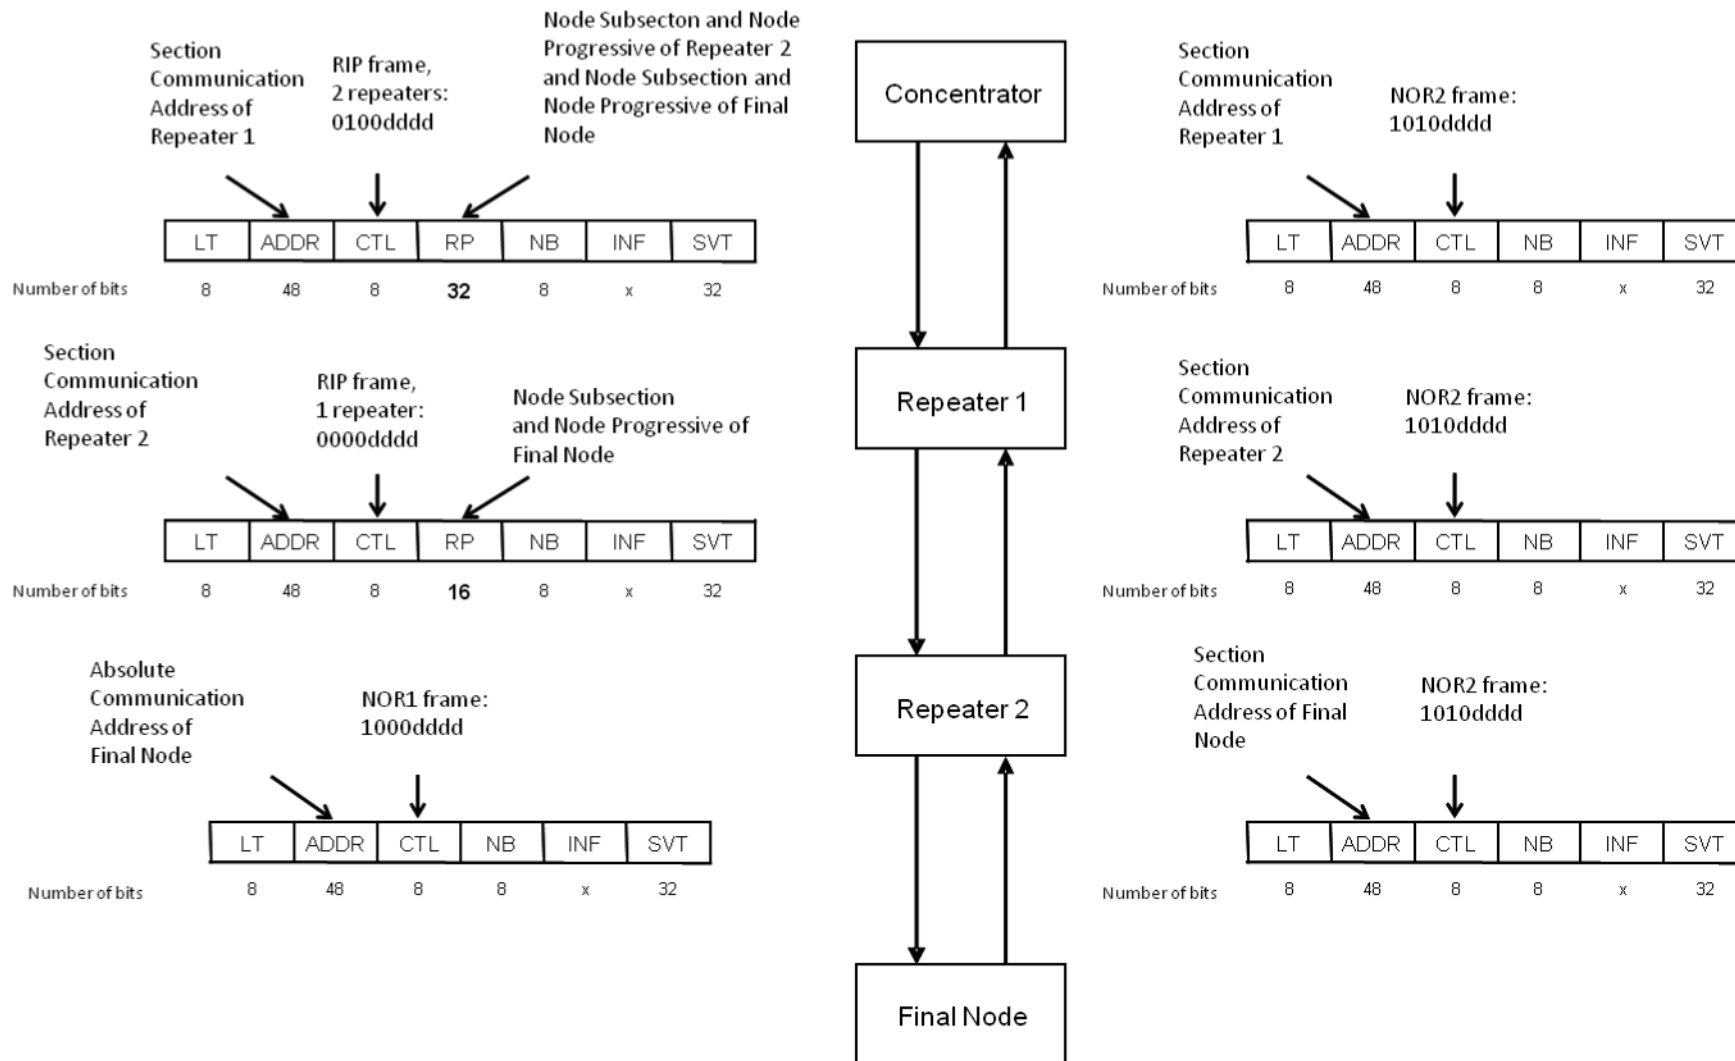 Section
Communication
Address of
Repeater 1
RIP frame,
2 repeaters:
0100dddd
Node Subsecton and Node
Progressive of Repeater 2
and Node Subsection and
Node Progressive of Final
Node
LT ADDR CTL RP NB INF SVT
Number of bits 8 48 8 32 8 x 32
Concentrator
Section
Communication
Address of
Repeater 1
NOR2 frame:
1010dddd
LT ADDR CTL NB INF SVT
Number of bits 8 48 8 8 x 32
Section
Communication
Address of
Repeater 2
RIP frame,
1 repeater:
0000dddd
Node Subsection
and Node Progressive of
Final Node
LT ADDR CTL RP NB INF SVT
Number of bits 8 48 8 16 8 x 32
Repeater 1
Section
Communication
Address of
Repeater 2
NOR2 frame:
1010dddd
LT ADDR CTL NB INF SVT
Number of bits 8 48 8 8 x 32
Absolute
Communication
Address of
Final Node
NOR1 frame:
1000dddd
LT ADDR CTL NB INF SVT
Number of bits 8 48 8 8 x 32
Repeater 2
Section
Communication
Address of Final
Node
NOR2 frame:
1010dddd
LT ADDR CTL NB INF SVT
Number of bits 8 48 8 8 x 32
Final Node